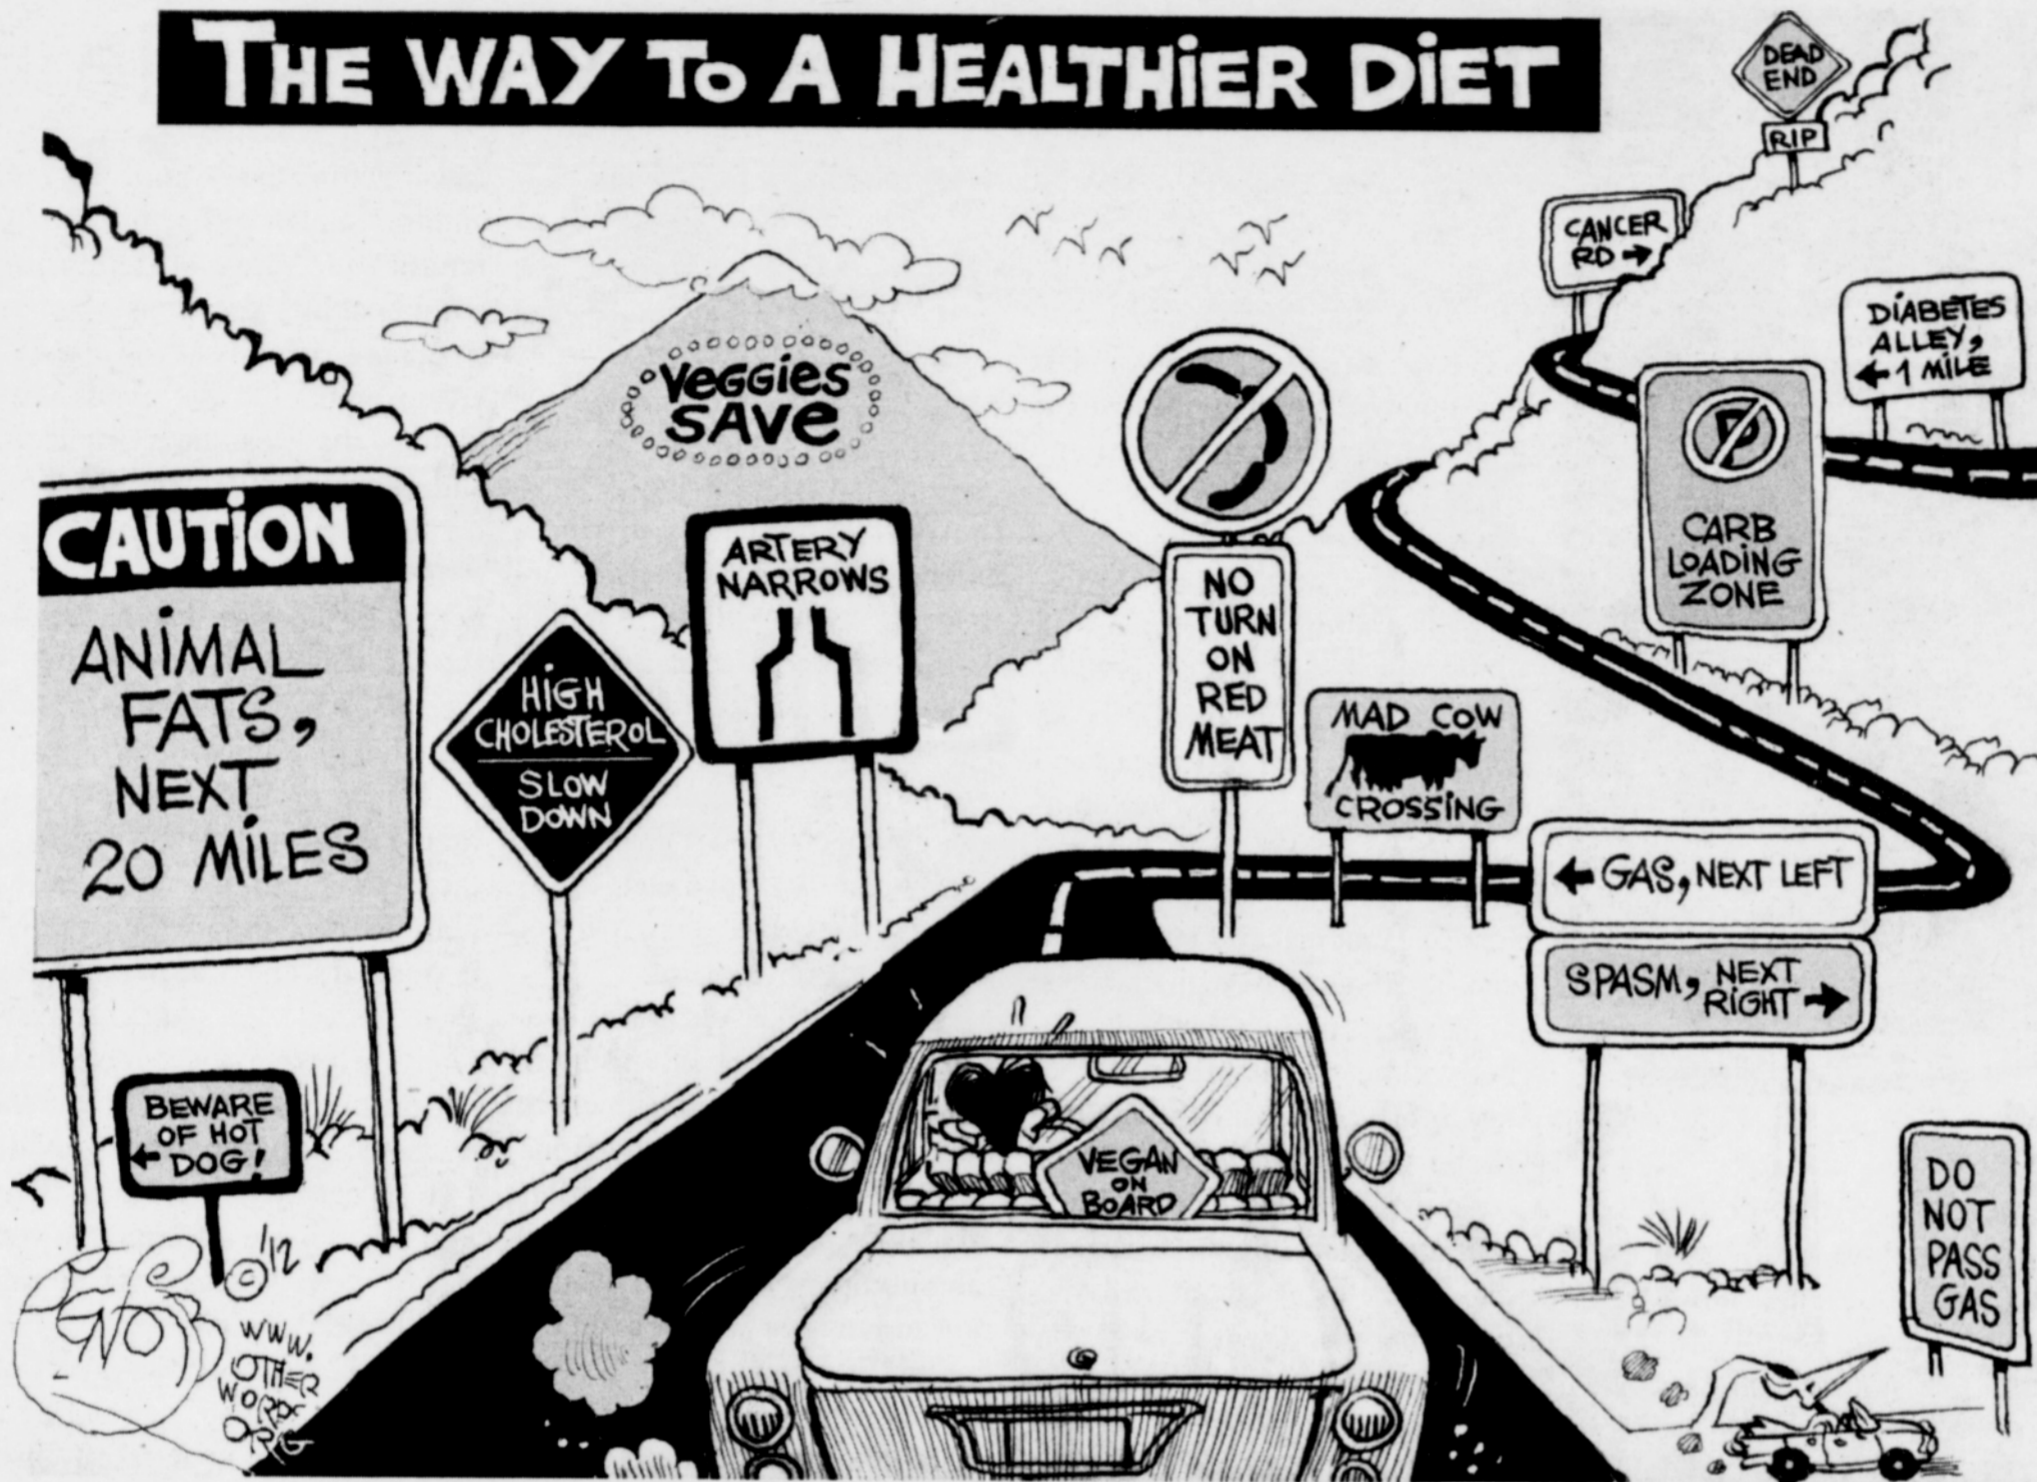 THE WAY TO A HEALTHIER DIET
DEAD
END
RIP
CANCER
RD →
DIABETES
ALLEY,
← 1 MILE
VEGGIES
SAVE
P
CARB
LOADING
ZONE
CAUTION
ANIMAL
FATS,
NEXT
20 MILES
HIGH
CHOLESTEROL
SLOW
DOWN
ARTERY
NARROWS
NO
TURN
ON
RED
MEAT
MAD COW
CROSSING
← GAS, NEXT LEFT
SPASM, NEXT
RIGHT →
BEWARE
OF HOT
← DOG!
VEGAN
ON
BOARD
DO
NOT
PASS
GAS
© '12
WWW.
OTHER
ORG